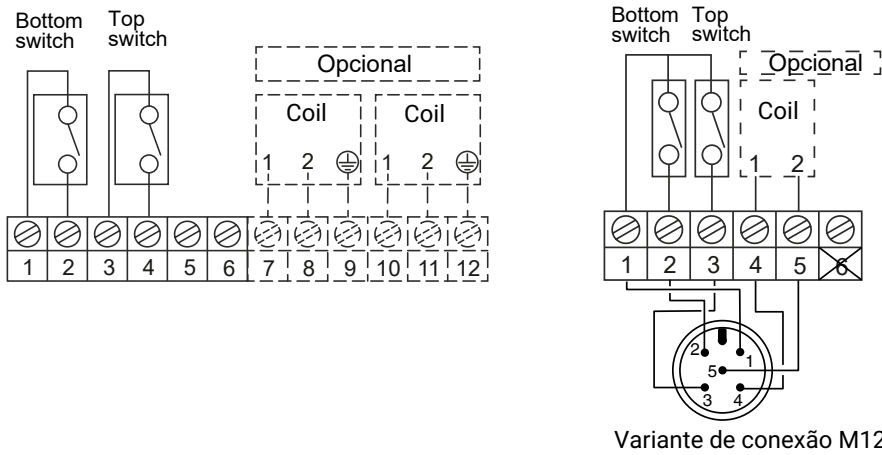 Bottom switch
Top switch
Opcional
Coil
Coil
1 2
1 2
1 2 3 4 5 6 7 8 9 10 11 12
Bottom switch
Top switch
Opcional
Coil
1 2
1 2 3 4 5 6
2 1
5
3 4
Variante de conexão M12